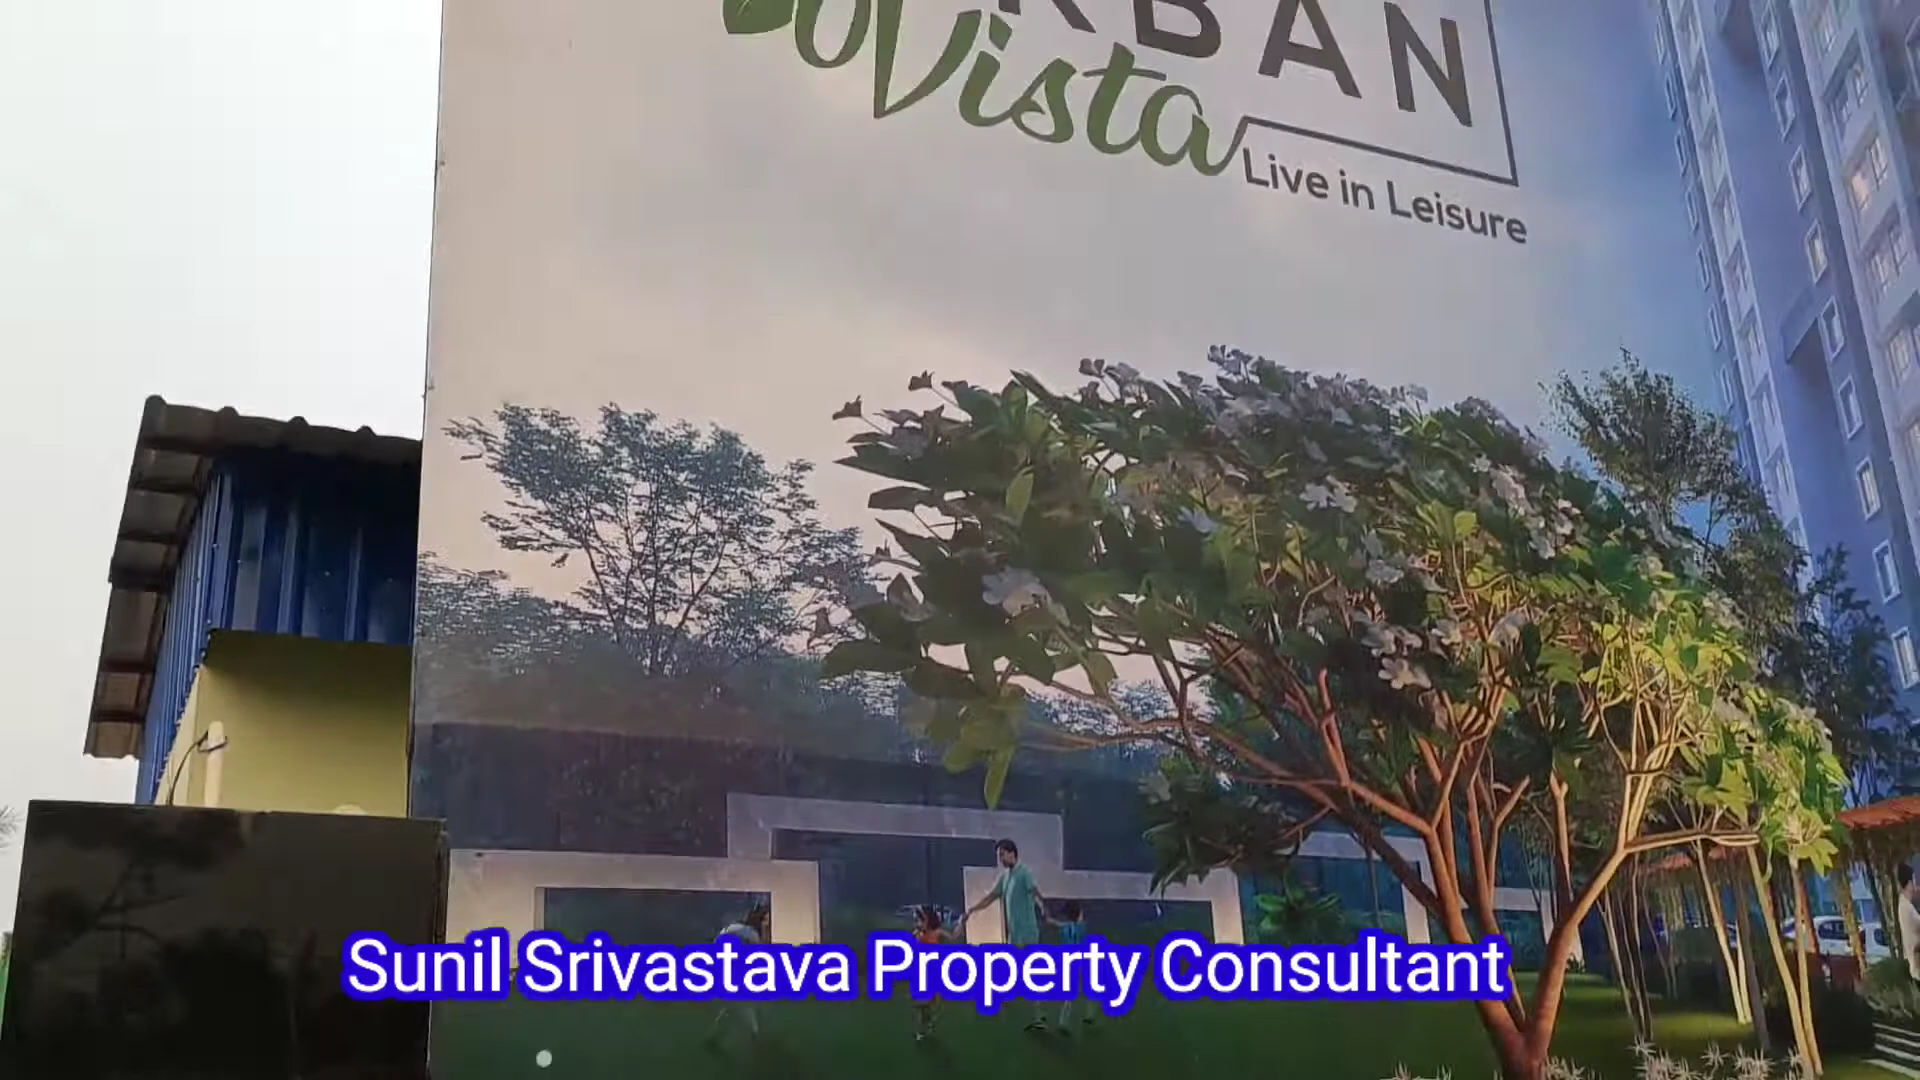 Vista
Live in Leisure
Sunil Srivastava Property Consultant